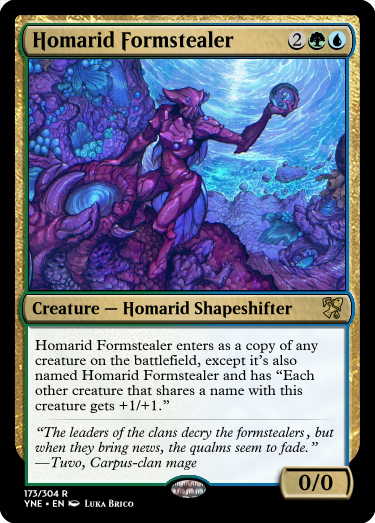 Homarid Formstealer 2
Creature — Homarid Shapeshifter
Homarid Formstealer enters as a copy of any
creature on the battlefield, except it's also
named Homarid Formstealer and has “Each
other creature that shares a name with this
creature gets +1/+1.”
“The leaders of the clans decry the formstealers, but
when they bring news, the qualms seem to fade.”
—Tuvo, Carpus-clan mage
0/0
173/304 R
YNE • EN Luka Brico